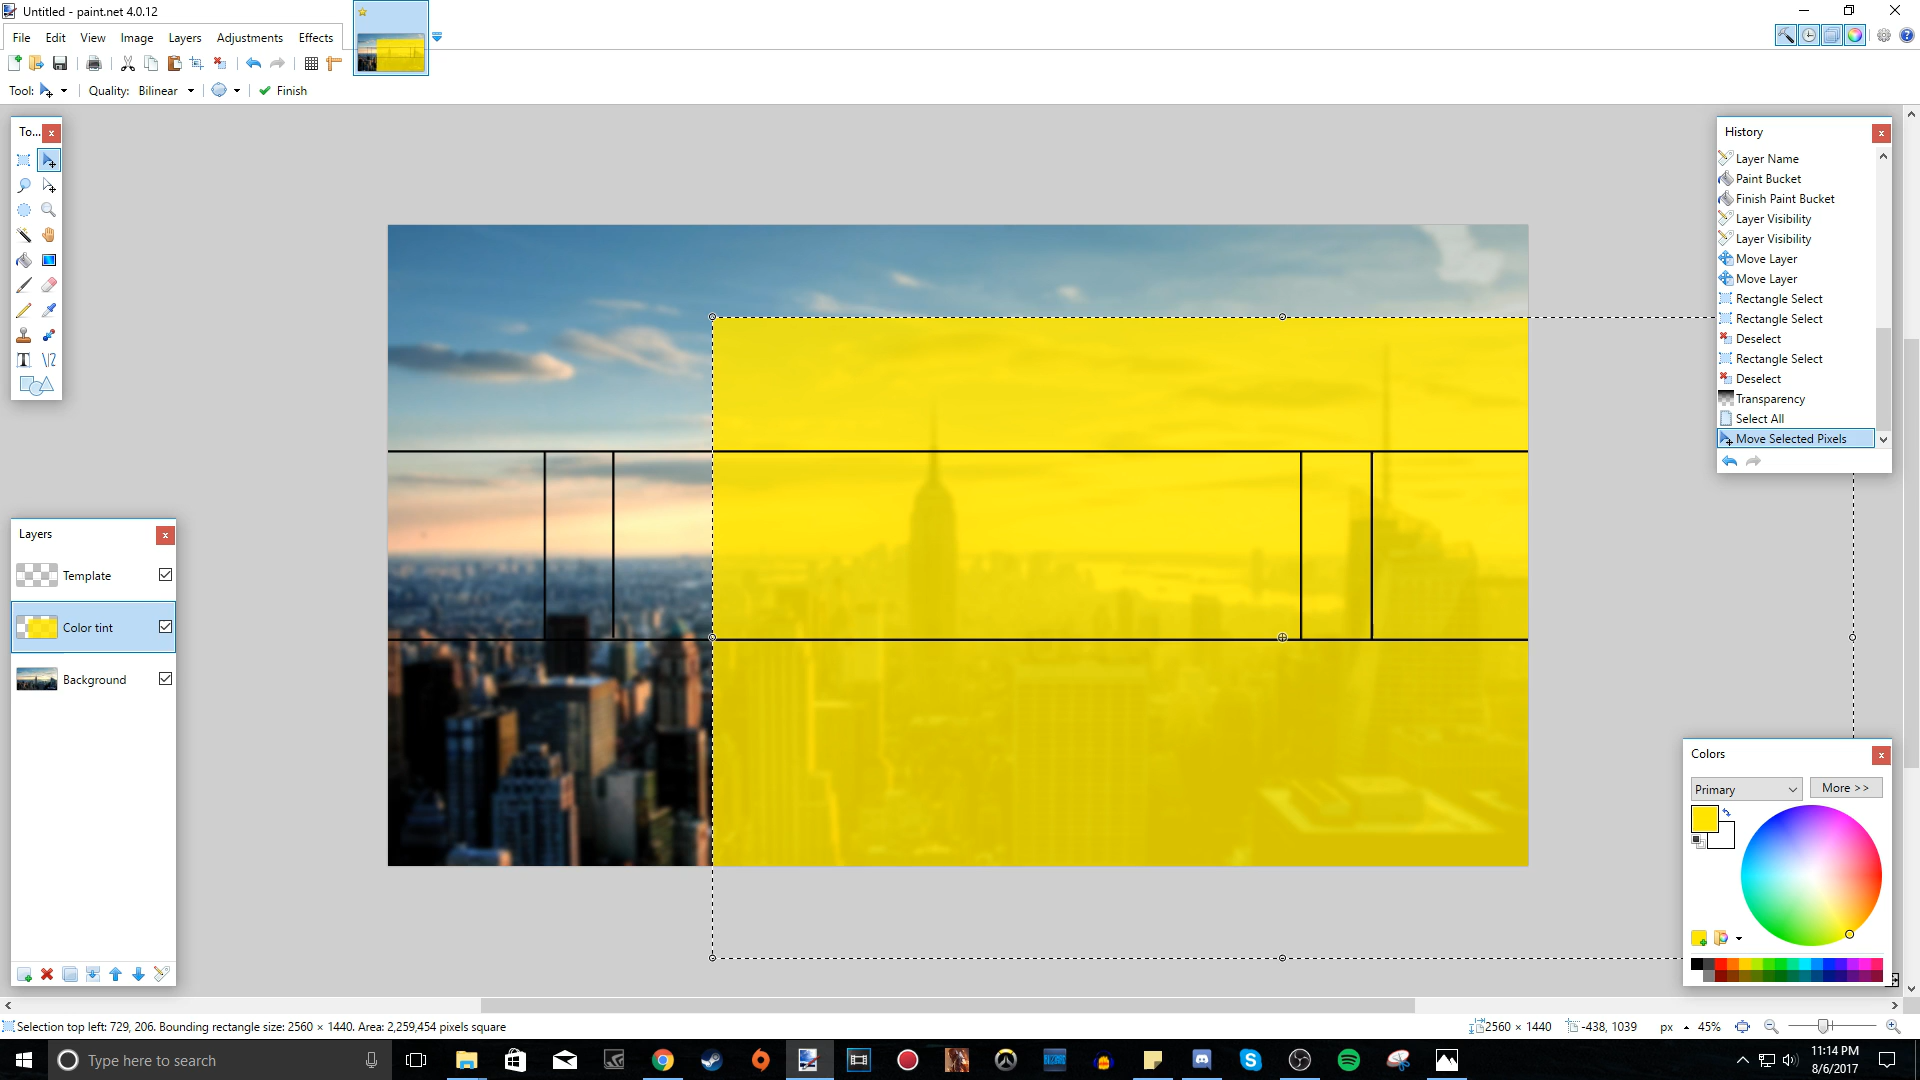 Untitled - paint.net 4.0.12
File Edit View Image Layers Adjustments Effects
Tool: Quality: Bilinear Finish
To...
History
Layer Name
Paint Bucket
Finish Paint Bucket
Layer Visibility
Layer Visibility
Move Layer
Move Layer
Rectangle Select
Rectangle Select
Deselect
Rectangle Select
Deselect
Transparency
Select All
Move Selected Pixels
Layers
Template
Color tint
Background
Colors
Primary More >>
Selection top left: 729, 206. Bounding rectangle size: 2560 × 1440. Area: 2,259,454 pixels square
2560 × 1440 -438, 1039 px 45%
Type here to search
11:14 PM
8/6/2017